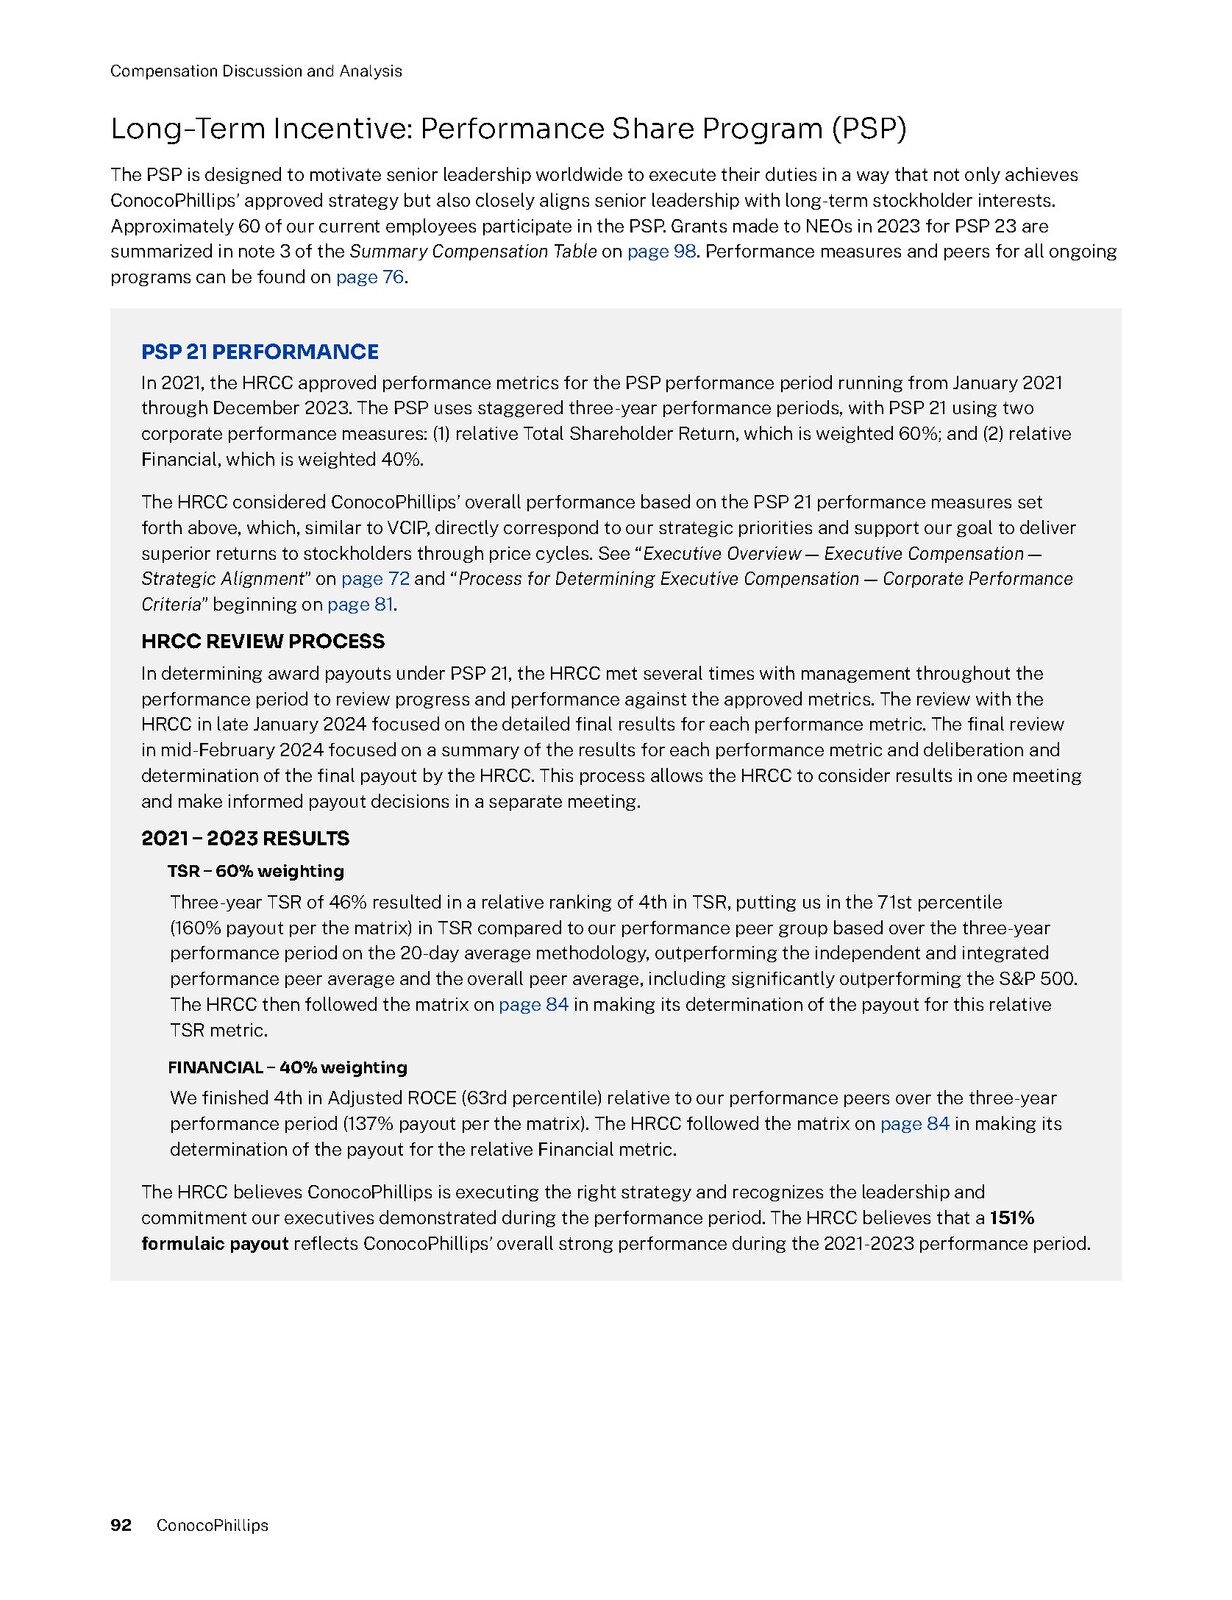 Compensation Discussion and Analysis
Long-Term Incentive: Performance Share Program (PSP)
The PSP is designed to motivate senior leadership worldwide to execute their duties in a way that not only achieves
ConocoPhillips’ approved strategy but also closely aligns senior leadership with long-term stockholder interests.
Approximately 60 of our current employees participate in the PSP. Grants made to NEOs in 2023 for PSP 23 are
summarized in note 3 of the Summary Compensation Table on page 98. Performance measures and peers for all ongoing
programs can be found on page 76.
PSP 21 PERFORMANCE
In 2021, the HRCC approved performance metrics for the PSP performance period running from January 2021
through December 2023. The PSP uses staggered three-year performance periods, with PSP 21 using two
corporate performance measures: (1) relative Total Shareholder Return, which is weighted 60%; and (2) relative
Financial, which is weighted 40%.
The HRCC considered ConocoPhillips’ overall performance based on the PSP 21 performance measures set
forth above, which, similar to VCIP, directly correspond to our strategic priorities and support our goal to deliver
superior returns to stockholders through price cycles. See “Executive Overview — Executive Compensation —
Strategic Alignment” on page 72 and “Process for Determining Executive Compensation — Corporate Performance
Criteria” beginning on page 81.
HRCC REVIEW PROCESS
In determining award payouts under PSP 21, the HRCC met several times with management throughout the
performance period to review progress and performance against the approved metrics. The review with the
HRCC in late January 2024 focused on the detailed final results for each performance metric. The final review
in mid-February 2024 focused on a summary of the results for each performance metric and deliberation and
determination of the final payout by the HRCC. This process allows the HRCC to consider results in one meeting
and make informed payout decisions in a separate meeting.
2021 – 2023 RESULTS
TSR – 60% weighting
Three-year TSR of 46% resulted in a relative ranking of 4th in TSR, putting us in the 71st percentile
(160% payout per the matrix) in TSR compared to our performance peer group based over the three-year
performance period on the 20-day average methodology, outperforming the independent and integrated
performance peer average and the overall peer average, including significantly outperforming the S&P 500.
The HRCC then followed the matrix on page 84 in making its determination of the payout for this relative
TSR metric.
FINANCIAL – 40% weighting
We finished 4th in Adjusted ROCE (63rd percentile) relative to our performance peers over the three-year
performance period (137% payout per the matrix). The HRCC followed the matrix on page 84 in making its
determination of the payout for the relative Financial metric.
The HRCC believes ConocoPhillips is executing the right strategy and recognizes the leadership and
commitment our executives demonstrated during the performance period. The HRCC believes that a 151%
formulaic payout reflects ConocoPhillips’ overall strong performance during the 2021-2023 performance period.
92 ConocoPhillips